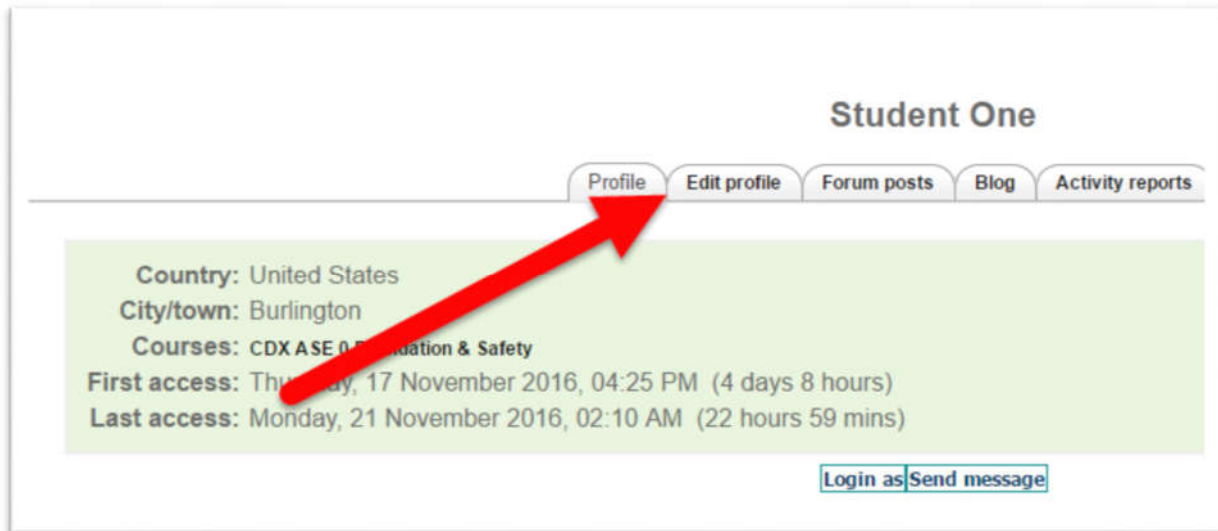 Student One
Profile Edit profile Forum posts Blog Activity reports
Country: United States
City/town: Burlington
Courses: CDX ASE 0 & Safety
First access: 17 November 2016, 04:25 PM (4 days 8 hours)
Last access: Monday, 21 November 2016, 02:10 AM (22 hours 59 mins)
Login as Send message